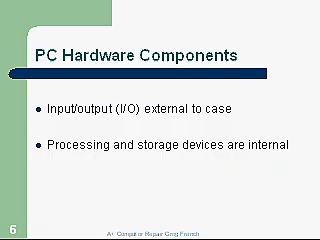 PC Hardware Components
Input/output (I/O) external to case
Processing and storage devices are internal
6
A+ Computer Repair Greg French